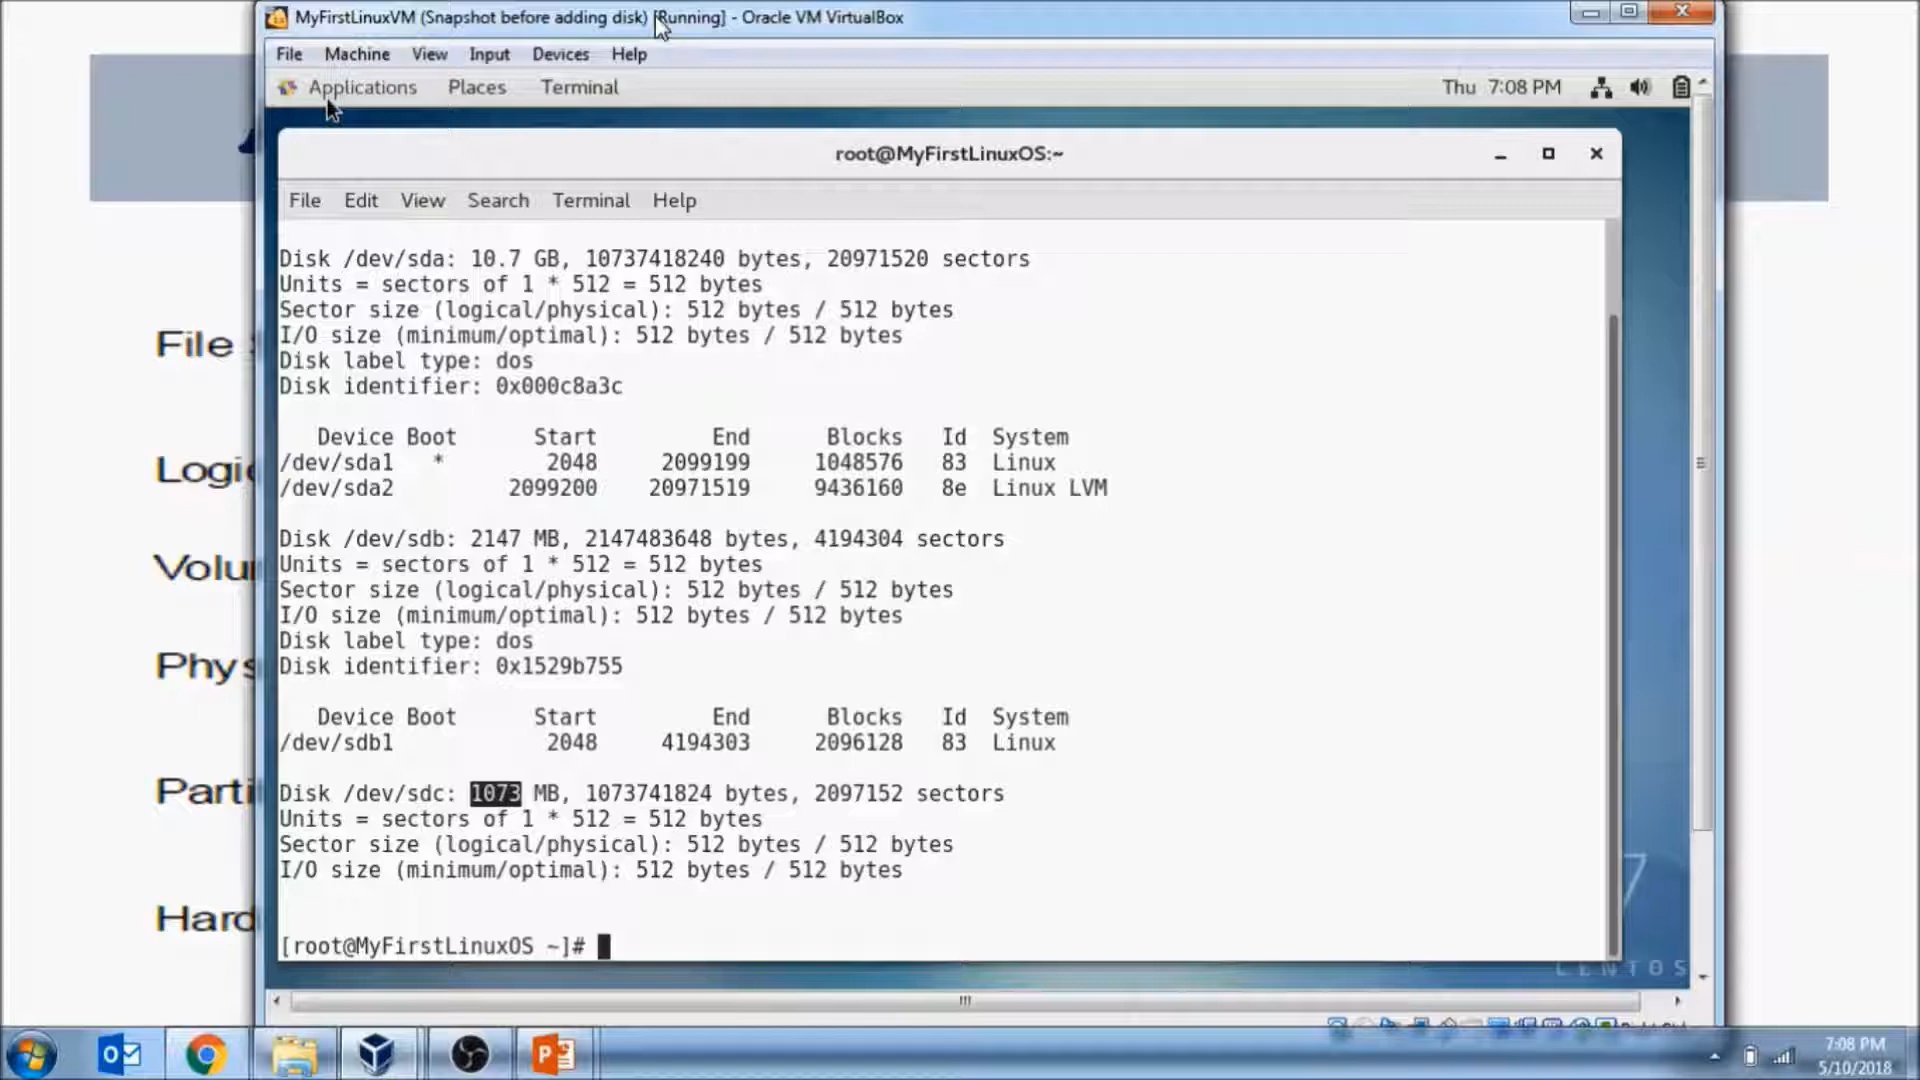 MyFirstLinuxVM (Snapshot before adding disk) [Running] - Oracle VM VirtualBox
File Machine View Input Devices Help
Applications Places Terminal Thu 7:08 PM
root@MyFirstLinuxOS:~
File Edit View Search Terminal Help
Disk /dev/sda: 10.7 GB, 10737418240 bytes, 20971520 sectors
Units = sectors of 1 * 512 = 512 bytes
Sector size (logical/physical): 512 bytes / 512 bytes
I/O size (minimum/optimal): 512 bytes / 512 bytes
Disk label type: dos
Disk identifier: 0x000c8a3c
Device Boot Start End Blocks Id System
/dev/sda1 * 2048 2099199 1048576 83 Linux
/dev/sda2 2099200 20971519 9436160 8e Linux LVM
Disk /dev/sdb: 2147 MB, 2147483648 bytes, 4194304 sectors
Units = sectors of 1 * 512 = 512 bytes
Sector size (logical/physical): 512 bytes / 512 bytes
I/O size (minimum/optimal): 512 bytes / 512 bytes
Disk label type: dos
Disk identifier: 0x1529b755
Device Boot Start End Blocks Id System
/dev/sdb1 2048 4194303 2096128 83 Linux
Disk /dev/sdc: 1073 MB, 1073741824 bytes, 2097152 sectors
Units = sectors of 1 * 512 = 512 bytes
Sector size (logical/physical): 512 bytes / 512 bytes
I/O size (minimum/optimal): 512 bytes / 512 bytes
[root@MyFirstLinuxOS ~]#
File
Logic
Volu
Phys
Parti
Hard
7
CENTOS
7:08 PM
5/10/2018